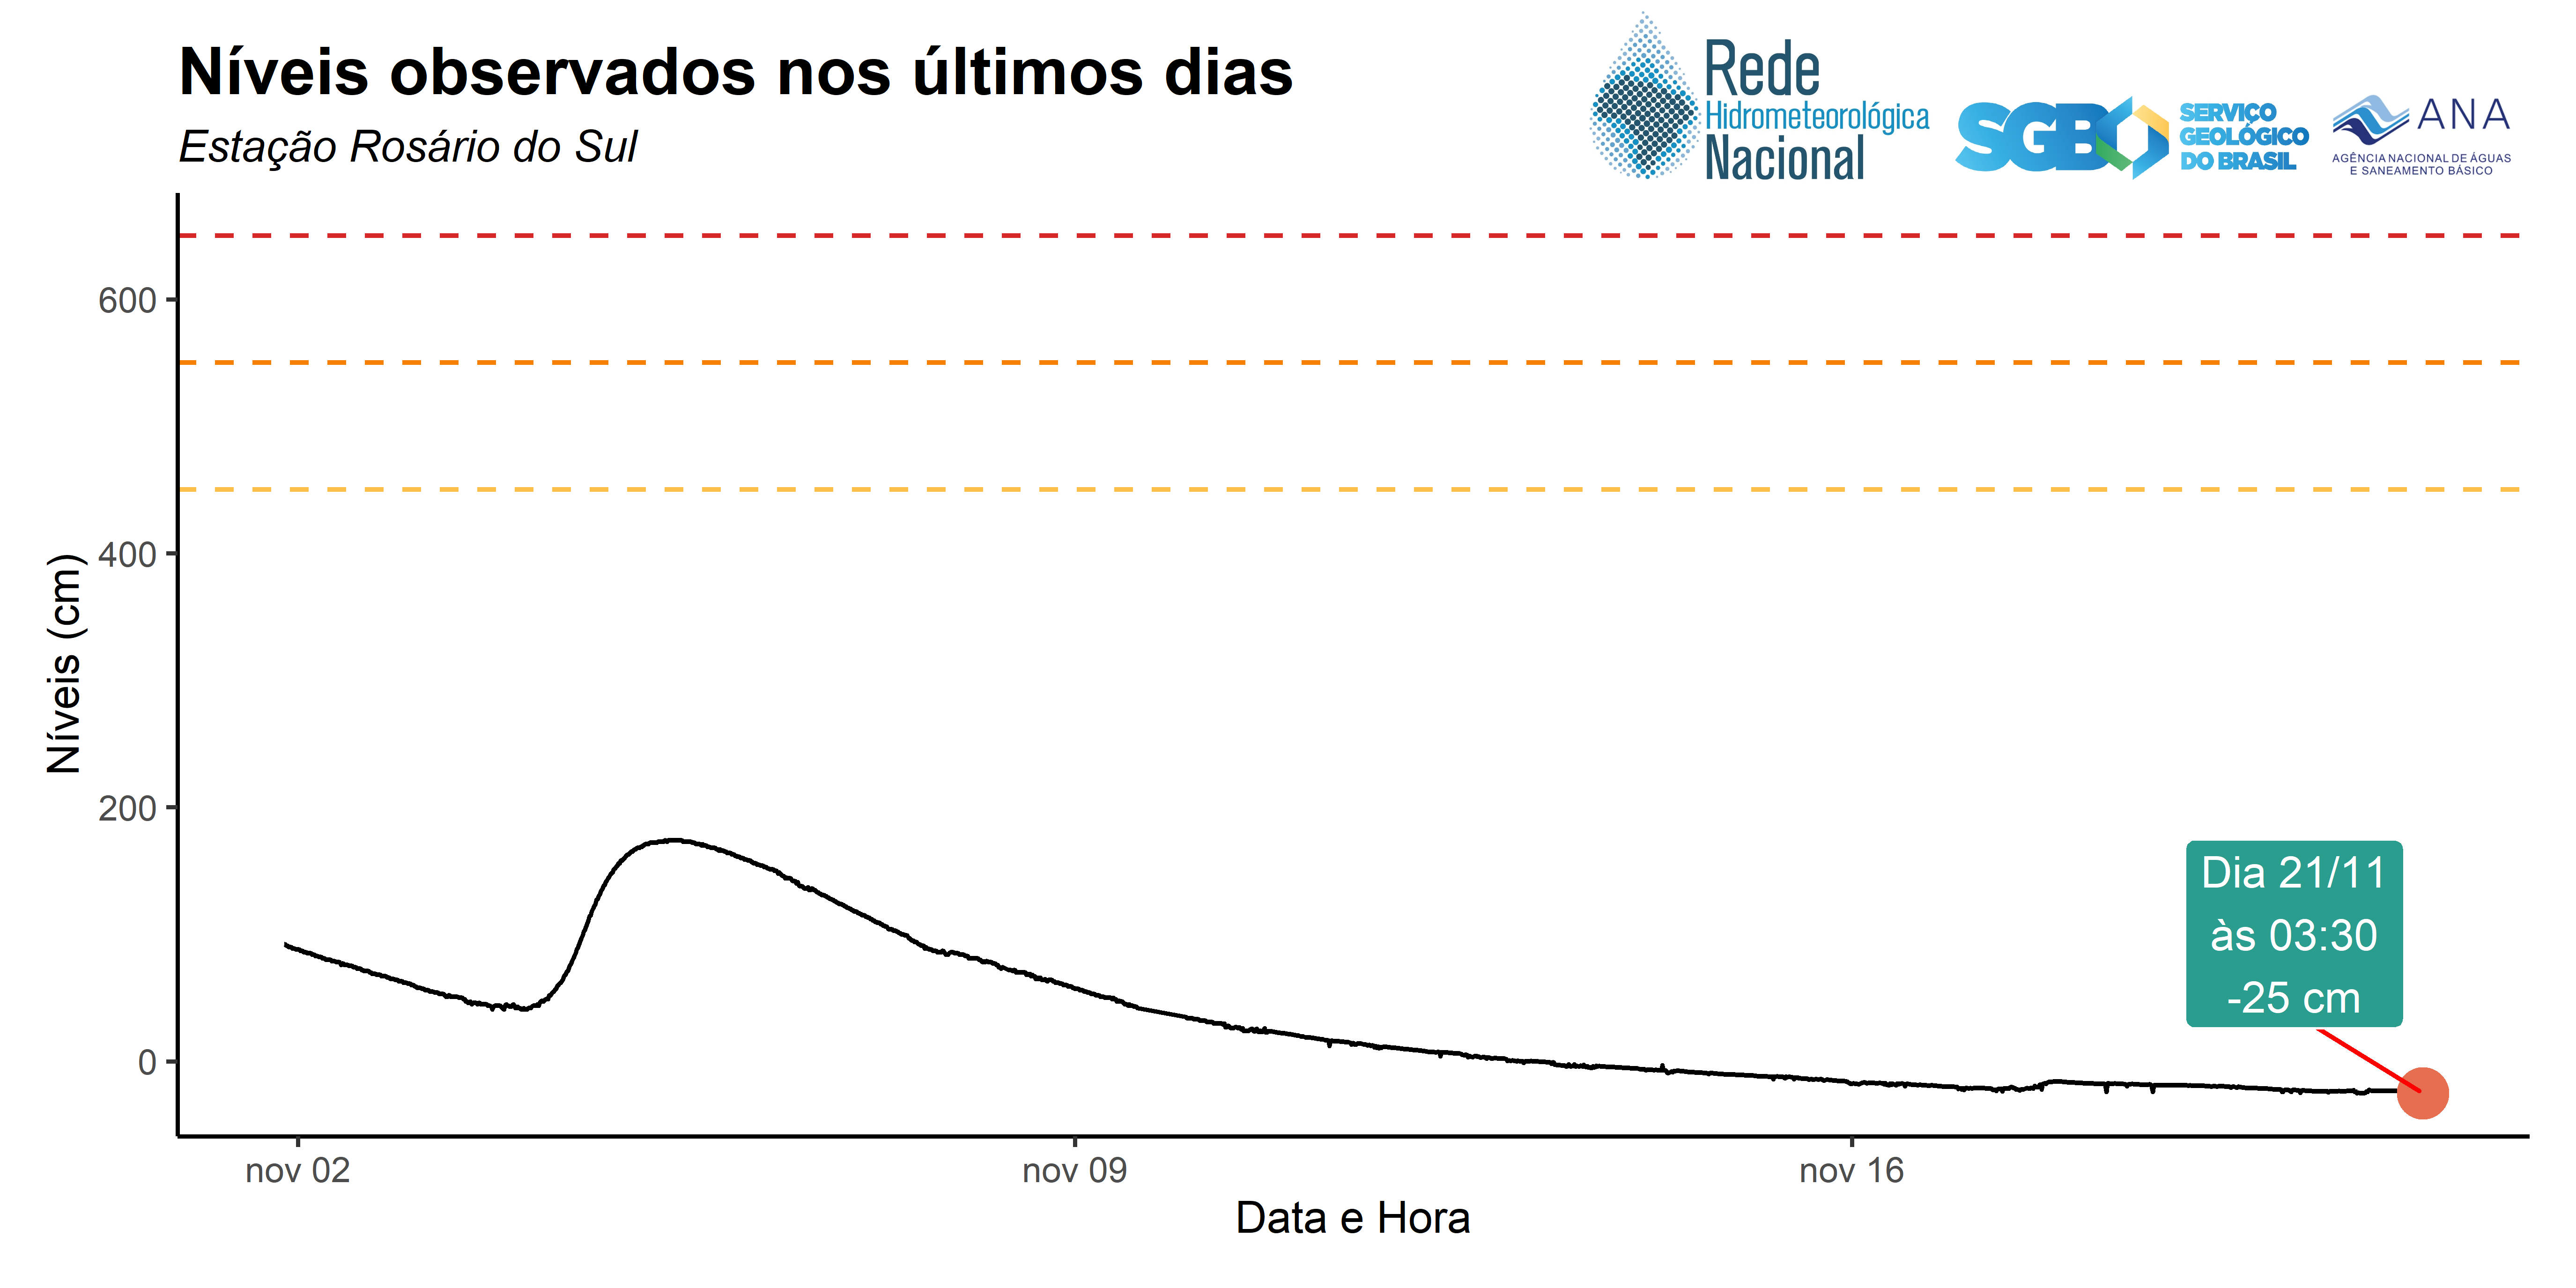 Níveis observados nos últimos dias
Estação Rosário do Sul
Rede
Hidrometeorológica
Nacional
SGB
SERVIÇO
GEOLÓGICO
DO BRASIL
ANA
AGÊNCIA NACIONAL DE ÁGUAS
E SANEAMENTO BÁSICO
Níveis (cm)
600
400
200
0
Dia 21/11
às 03:30
-25 cm
nov 02
nov 09
nov 16
Data e Hora